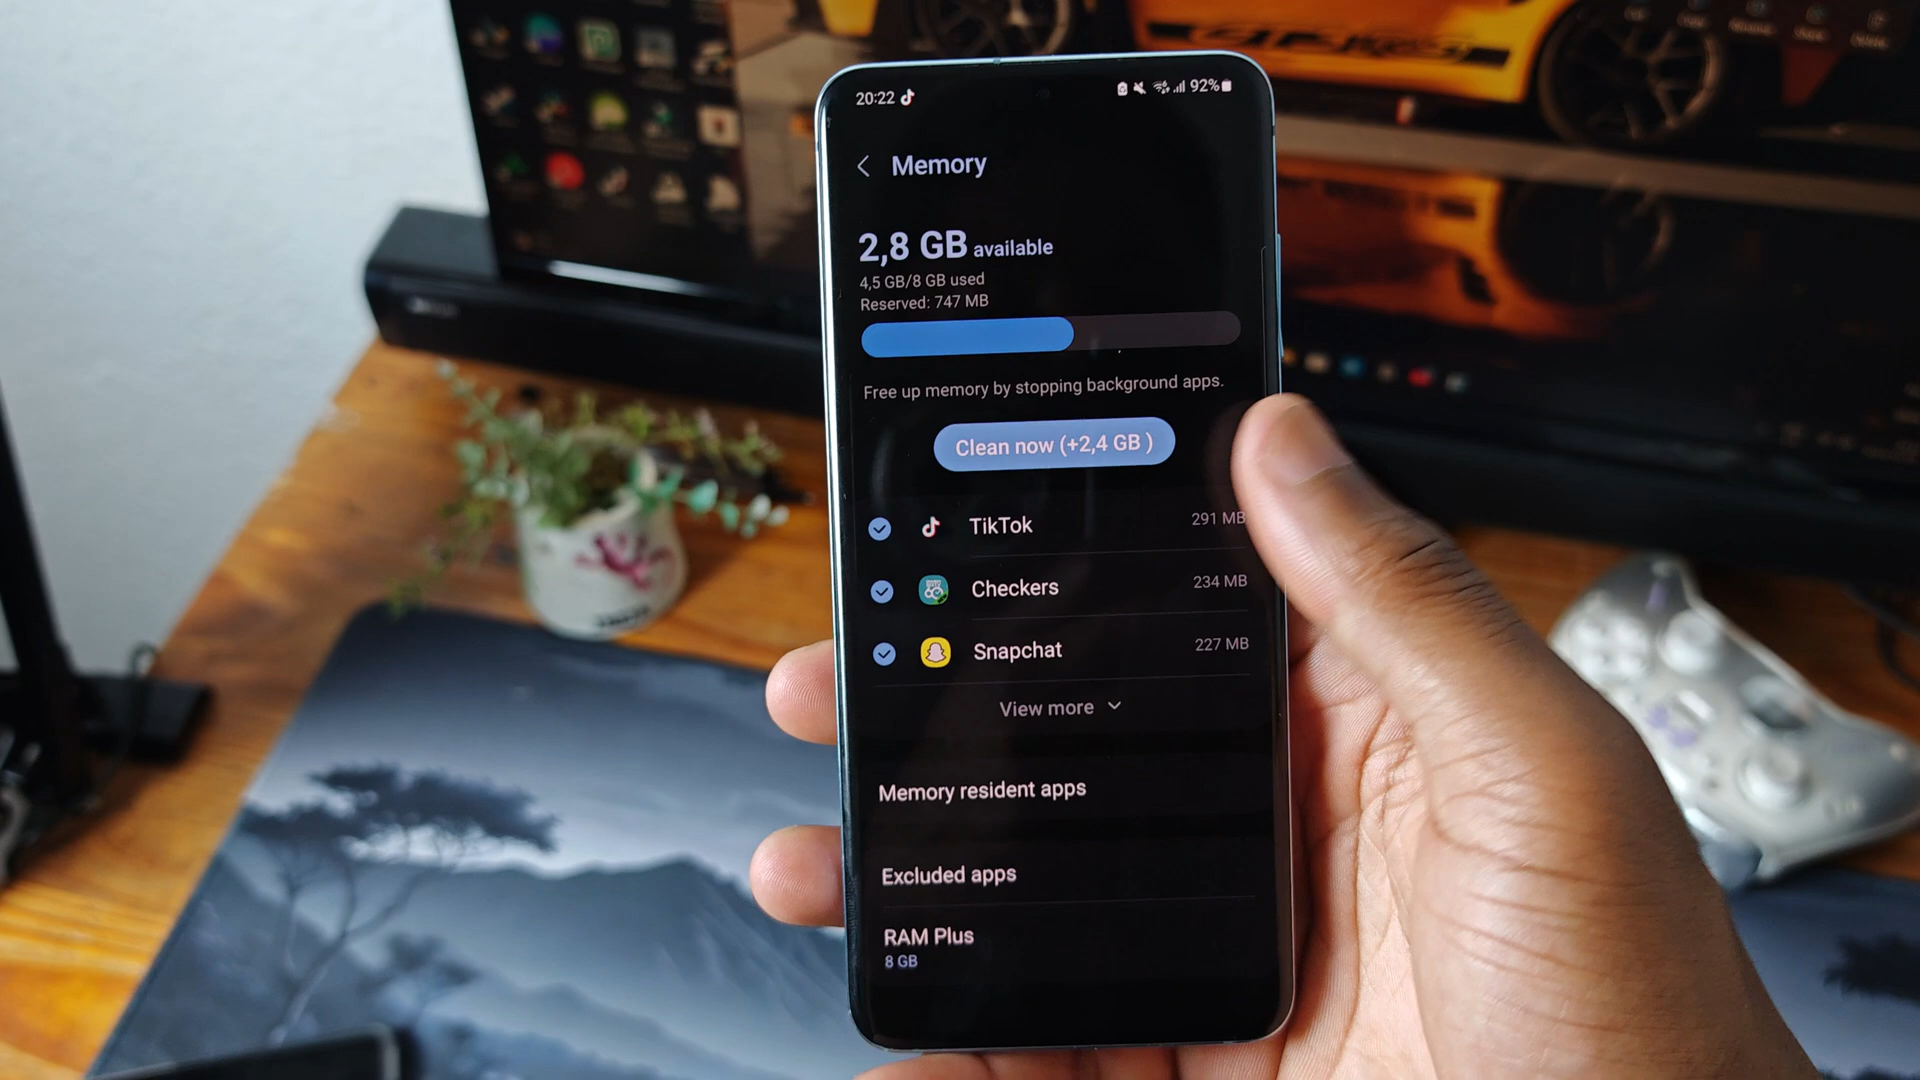 20:22
92%
Memory
2,8 GB available
4,5 GB/8 GB used
Reserved: 747 MB
Free up memory by stopping background apps.
Clean now (+2,4 GB )
TikTok 291 MB
Checkers 234 MB
Snapchat 227 MB
View more
Memory resident apps
Excluded apps
RAM Plus
8 GB